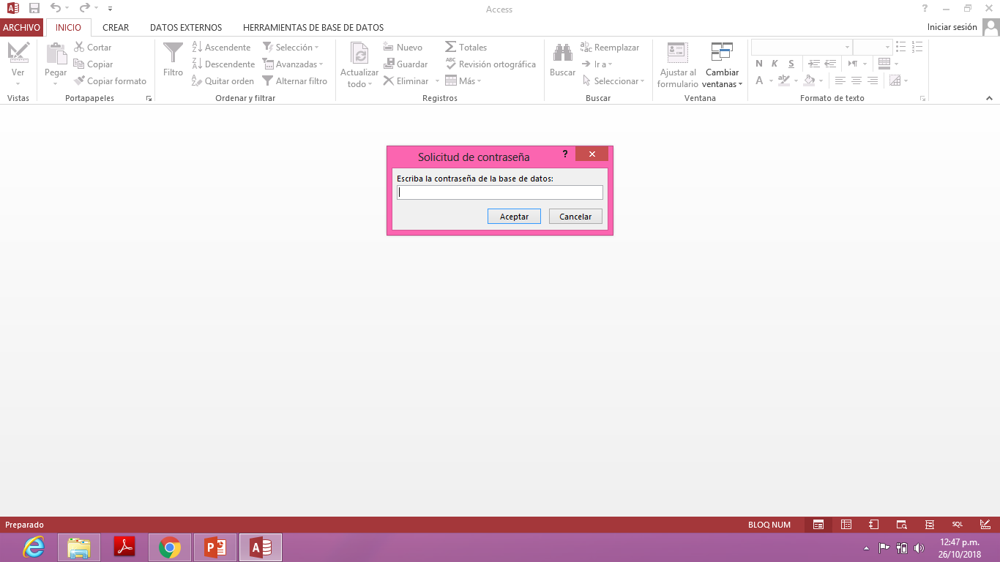 Access
ARCHIVO INICIO CREAR DATOS EXTERNOS HERRAMIENTAS DE BASE DE DATOS Iniciar sesión
Ver
Vistas
Pegar
Cortar
Copiar
Copiar formato
Portapapeles
Filtro
Ascendente
Descendente
Quitar orden
Selección
Avanzadas
Alternar filtro
Ordenar y filtrar
Actualizar
todo
Nuevo
Guardar
Eliminar
Totales
Revisión ortográfica
Más
Registros
Buscar
Reemplazar
Ir a
Seleccionar
Buscar
Ajustar al
formulario
Cambiar
ventanas
Ventana
N K S
A
Formato de texto
Solicitud de contraseña
Escriba la contraseña de la base de datos:
Aceptar Cancelar
Preparado BLOQ NUM SQL
12:47 p.m.
26/10/2018